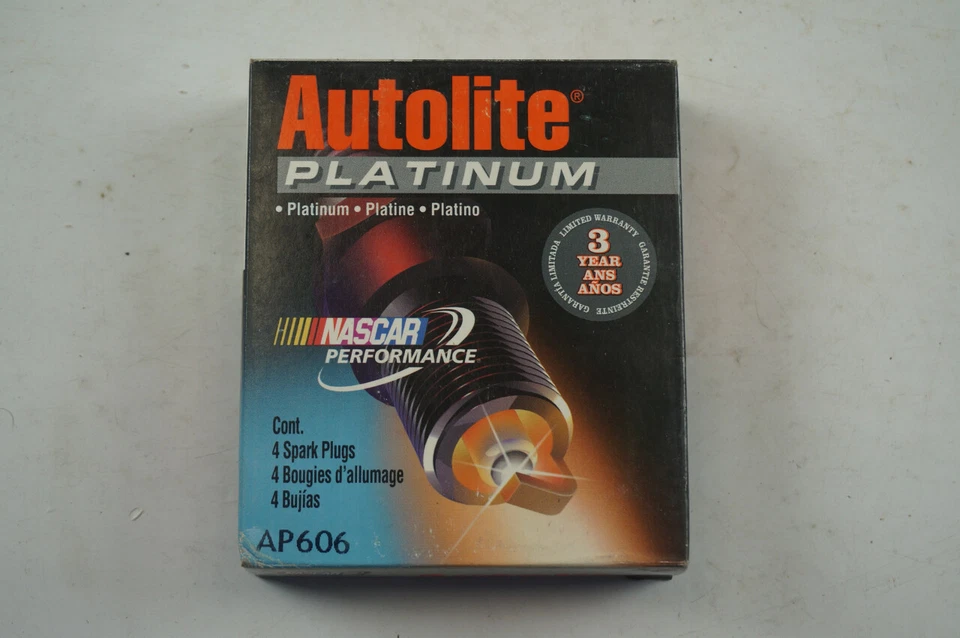 Autolite®
PLATINUM
• Platinum • Platine • Platino
LIMITED WARRANTY
GARANTIE RESTREINTE
GARANTÍA LIMITADA
3
YEAR
ANS
AÑOS
NASCAR
PERFORMANCE
Cont.
4 Spark Plugs
4 Bougies d'allumage
4 Bujías
AP606